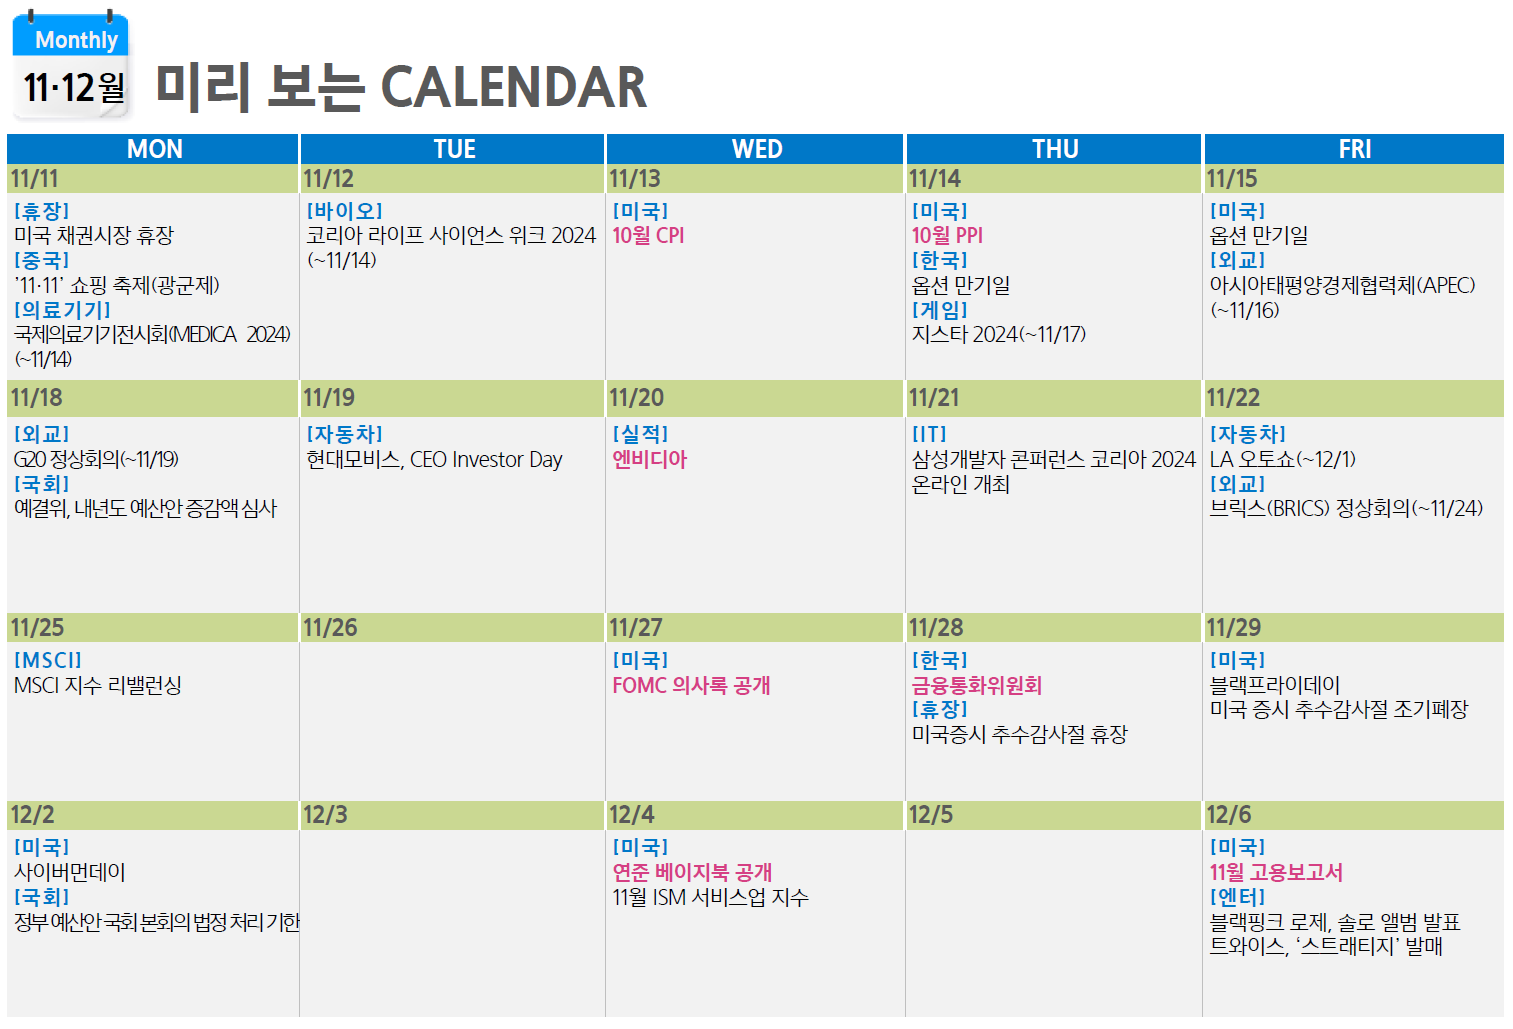 Monthly
11·12월
미리 보는 CALENDAR
MON
TUE
WED
THU
FRI
11/11
11/12
11/13
11/14
11/15
[휴장]
미국 채권시장 휴장
[중국]
’11·11’ 쇼핑 축제(광군제)
[의료기기]
국제의료기기전시회(MEDICA 2024)
(~11/14)
[바이오]
코리아 라이프 사이언스 위크 2024
(~11/14)
[미국]
10월 CPI
[미국]
10월 PPI
[한국]
옵션 만기일
[게임]
지스타 2024(~11/17)
[미국]
옵션 만기일
[외교]
아시아태평양경제협력체(APEC)
(~11/16)
11/18
11/19
11/20
11/21
11/22
[외교]
G20 정상회의(~11/19)
[국회]
예결위, 내년도 예산안 증감액 심사
[자동차]
현대모비스, CEO Investor Day
[실적]
엔비디아
[IT]
삼성개발자 콘퍼런스 코리아 2024
온라인 개최
[자동차]
LA 오토쇼(~12/1)
[외교]
브릭스(BRICS) 정상회의(~11/24)
11/25
11/26
11/27
11/28
11/29
[MSCI]
MSCI 지수 리밸런싱
[미국]
FOMC 의사록 공개
[한국]
금융통화위원회
[휴장]
미국증시 추수감사절 휴장
[미국]
블랙프라이데이
미국 증시 추수감사절 조기폐장
12/2
12/3
12/4
12/5
12/6
[미국]
사이버먼데이
[국회]
정부 예산안 국회 본회의 법정 처리 기한
[미국]
연준 베이지북 공개
11월 ISM 서비스업 지수
[미국]
11월 고용보고서
[엔터]
블랙핑크 로제, 솔로 앨범 발표
트와이스, ‘스트래티지’ 발매